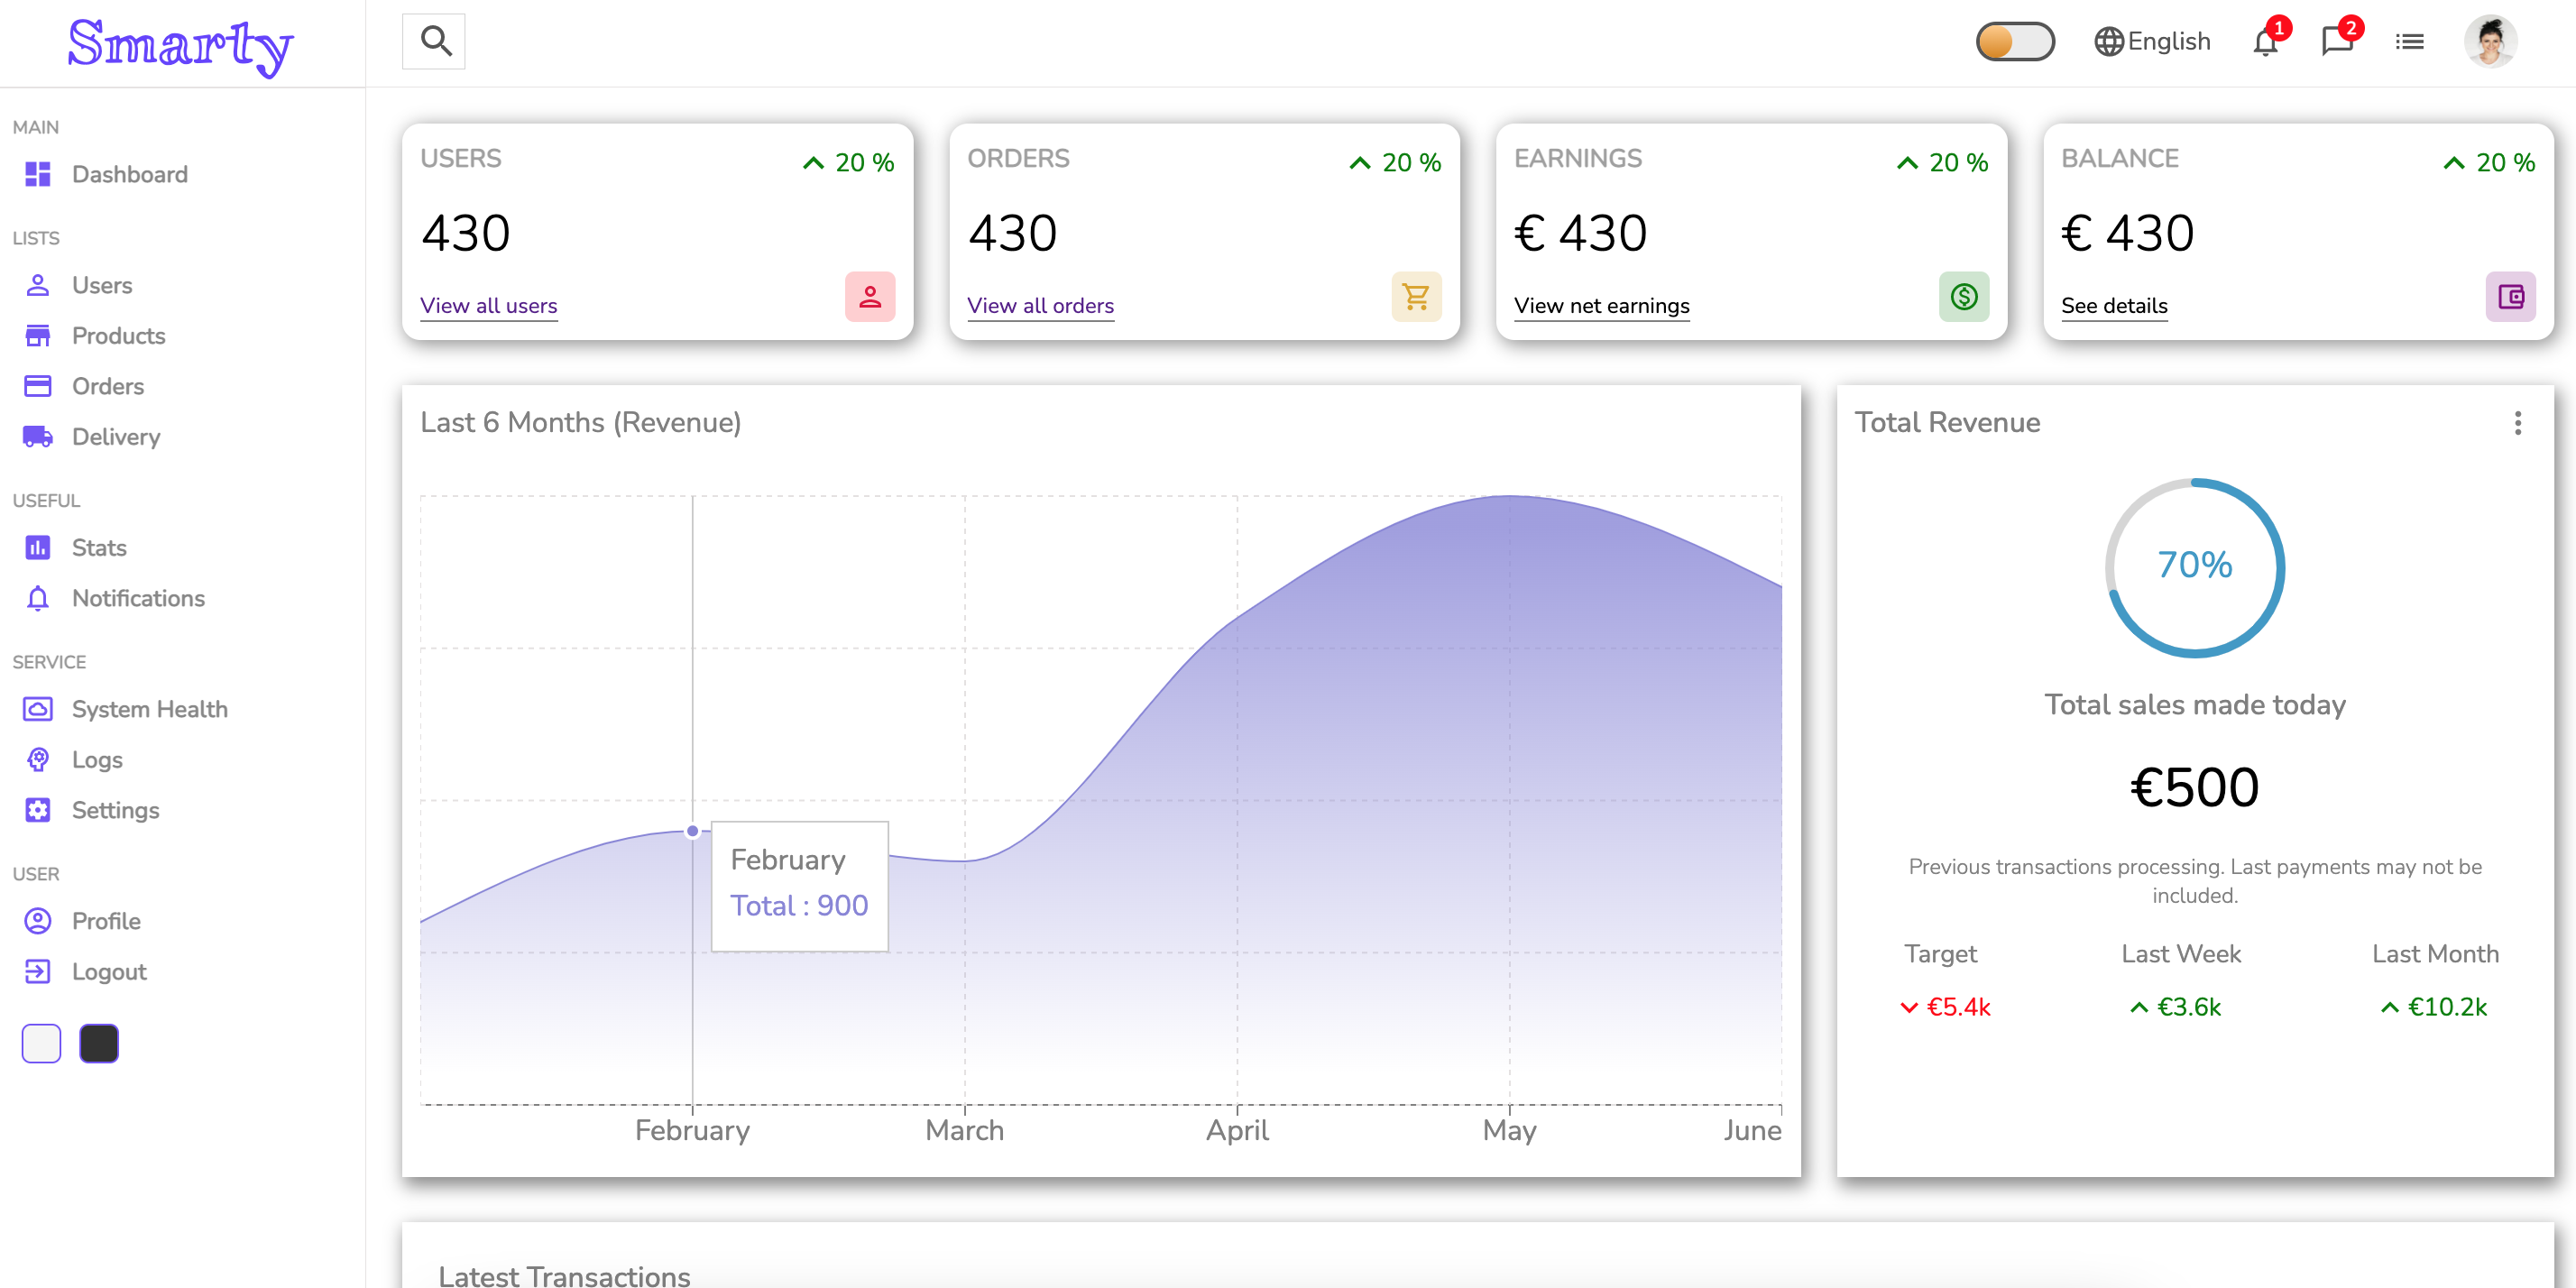 Smarty
English
1
2
MAIN
Dashboard
LISTS
Users
Products
Orders
Delivery
USEFUL
Stats
Notifications
SERVICE
System Health
Logs
Settings
USER
Profile
Logout
USERS
20 %
430
View all users
ORDERS
20 %
430
View all orders
EARNINGS
20 %
€ 430
View net earnings
BALANCE
20 %
€ 430
See details
Last 6 Months (Revenue)
February
Total : 900
February
March
April
May
June
Total Revenue
70%
Total sales made today
€500
Previous transactions processing. Last payments may not be
included.
Target
€5.4k
Last Week
€3.6k
Last Month
€10.2k
Latest Transactions